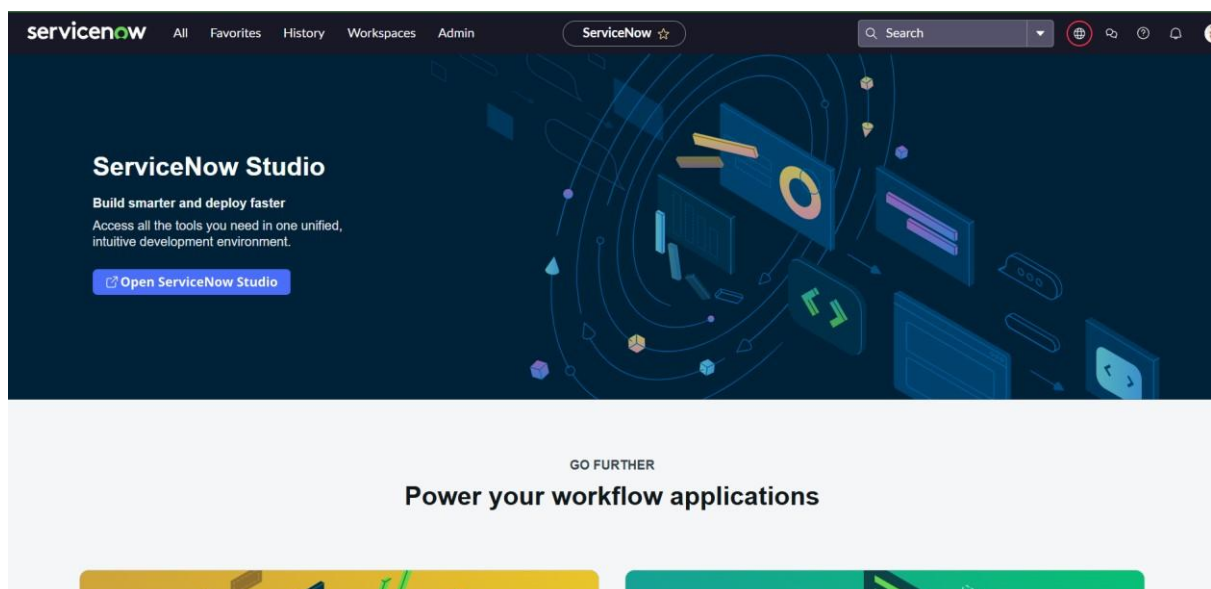 servicenow All Favorites History Workspaces Admin ServiceNow Search
ServiceNow Studio
Build smarter and deploy faster
Access all the tools you need in one unified,
intuitive development environment.
Open ServiceNow Studio
GO FURTHER
Power your workflow applications